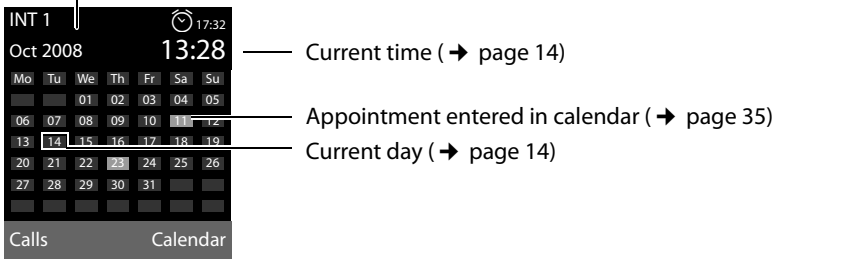 INT 1 17:32
Oct 2008 13:28
Current time ( ➜ page 14)
Mo Tu We Th Fr Sa Su
01 02 03 04 05
06 07 08 09 10 11 12
Appointment entered in calendar ( ➜ page 35)
13 14 15 16 17 18 19
Current day ( ➜ page 14)
20 21 22 23 24 25 26
27 28 29 30 31
Calls Calendar